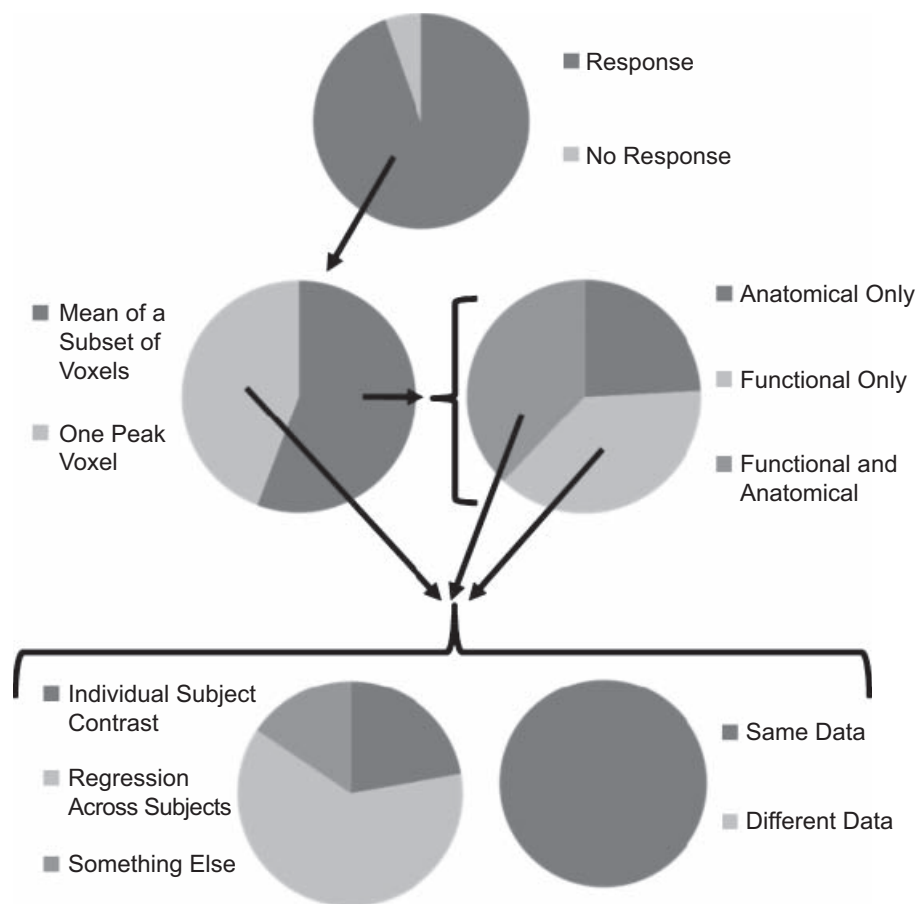 Response
No Response
Mean of a
Subset of
Voxels
One Peak
Voxel
Anatomical Only
Functional Only
Functional and
Anatomical
Individual Subject
Contrast
Regression
Across Subjects
Something Else
Same Data
Different Data